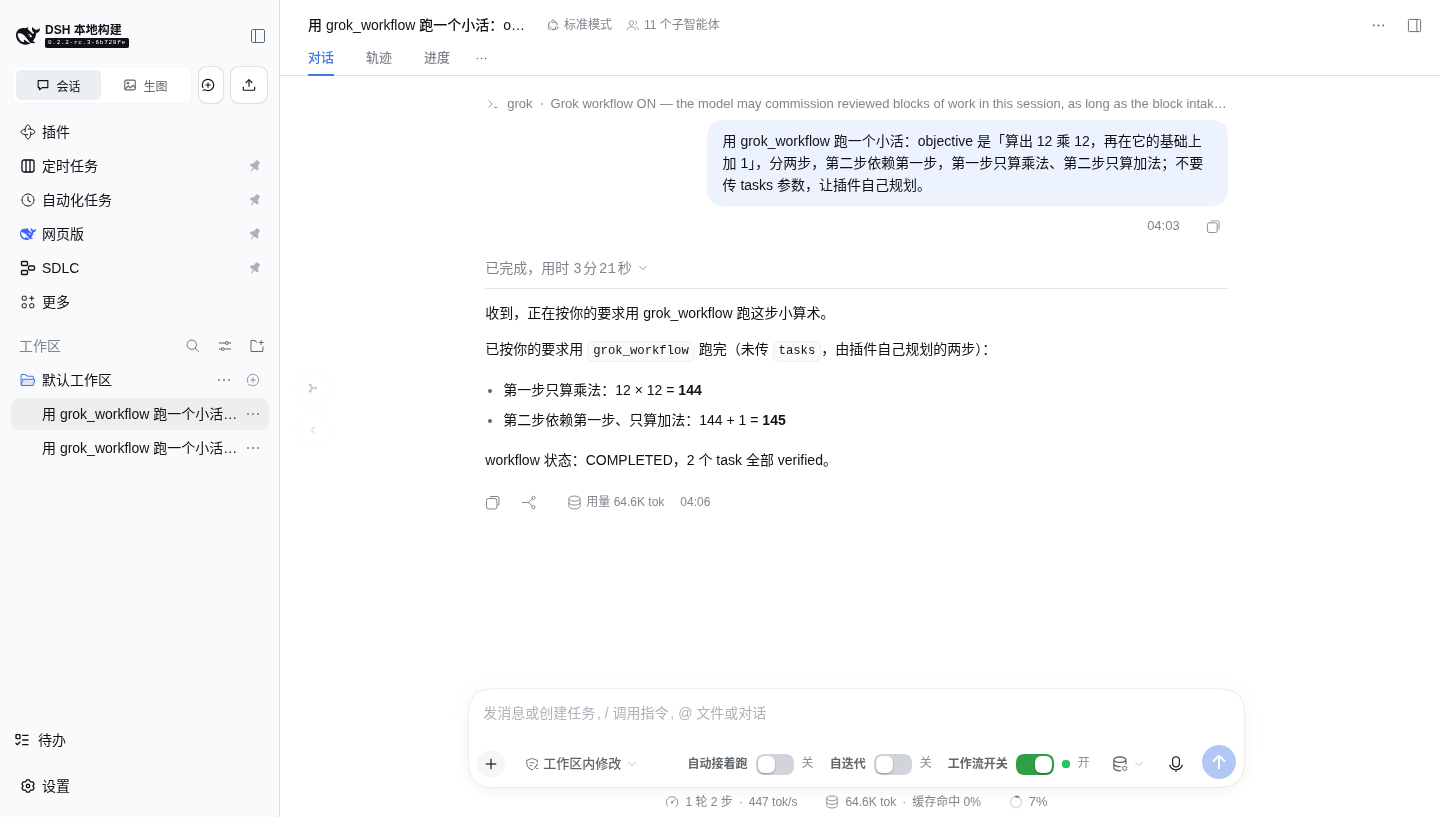 DSH 本地构建
0.2.2-rc.3-6b729fe
会话
生图
插件
定时任务
自动化任务
网页版
SDLC
更多
工作区
默认工作区
用 grok_workflow 跑一个小活…
用 grok_workflow 跑一个小活…
待办
设置
用 grok_workflow 跑一个小活：o…
标准模式
11 个子智能体
对话
轨迹
进度
grok · Grok workflow ON — the model may commission reviewed blocks of work in this session, as long as the block intak…
用 grok_workflow 跑一个小活：objective 是「算出 12 乘 12，再在它的基础上
加 1」，分两步，第二步依赖第一步，第一步只算乘法、第二步只算加法；不要
传 tasks 参数，让插件自己规划。
04:03
已完成，用时 3分21秒
收到，正在按你的要求用 grok_workflow 跑这步小算术。
已按你的要求用 grok_workflow 跑完（未传 tasks，由插件自己规划的两步）：
第一步只算乘法：12 × 12 = 144
第二步依赖第一步、只算加法：144 + 1 = 145
workflow 状态：COMPLETED，2 个 task 全部 verified。
用量 64.6K tok
04:06
发消息或创建任务, / 调用指令, @ 文件或对话
工作区内修改
自动接着跑
关
自迭代
关
工作流开关
开
1 轮 2 步 · 447 tok/s
64.6K tok · 缓存命中 0%
7%